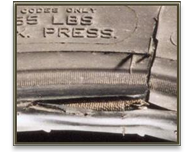 CODES ONLY
55 LBS
X. PRESS.